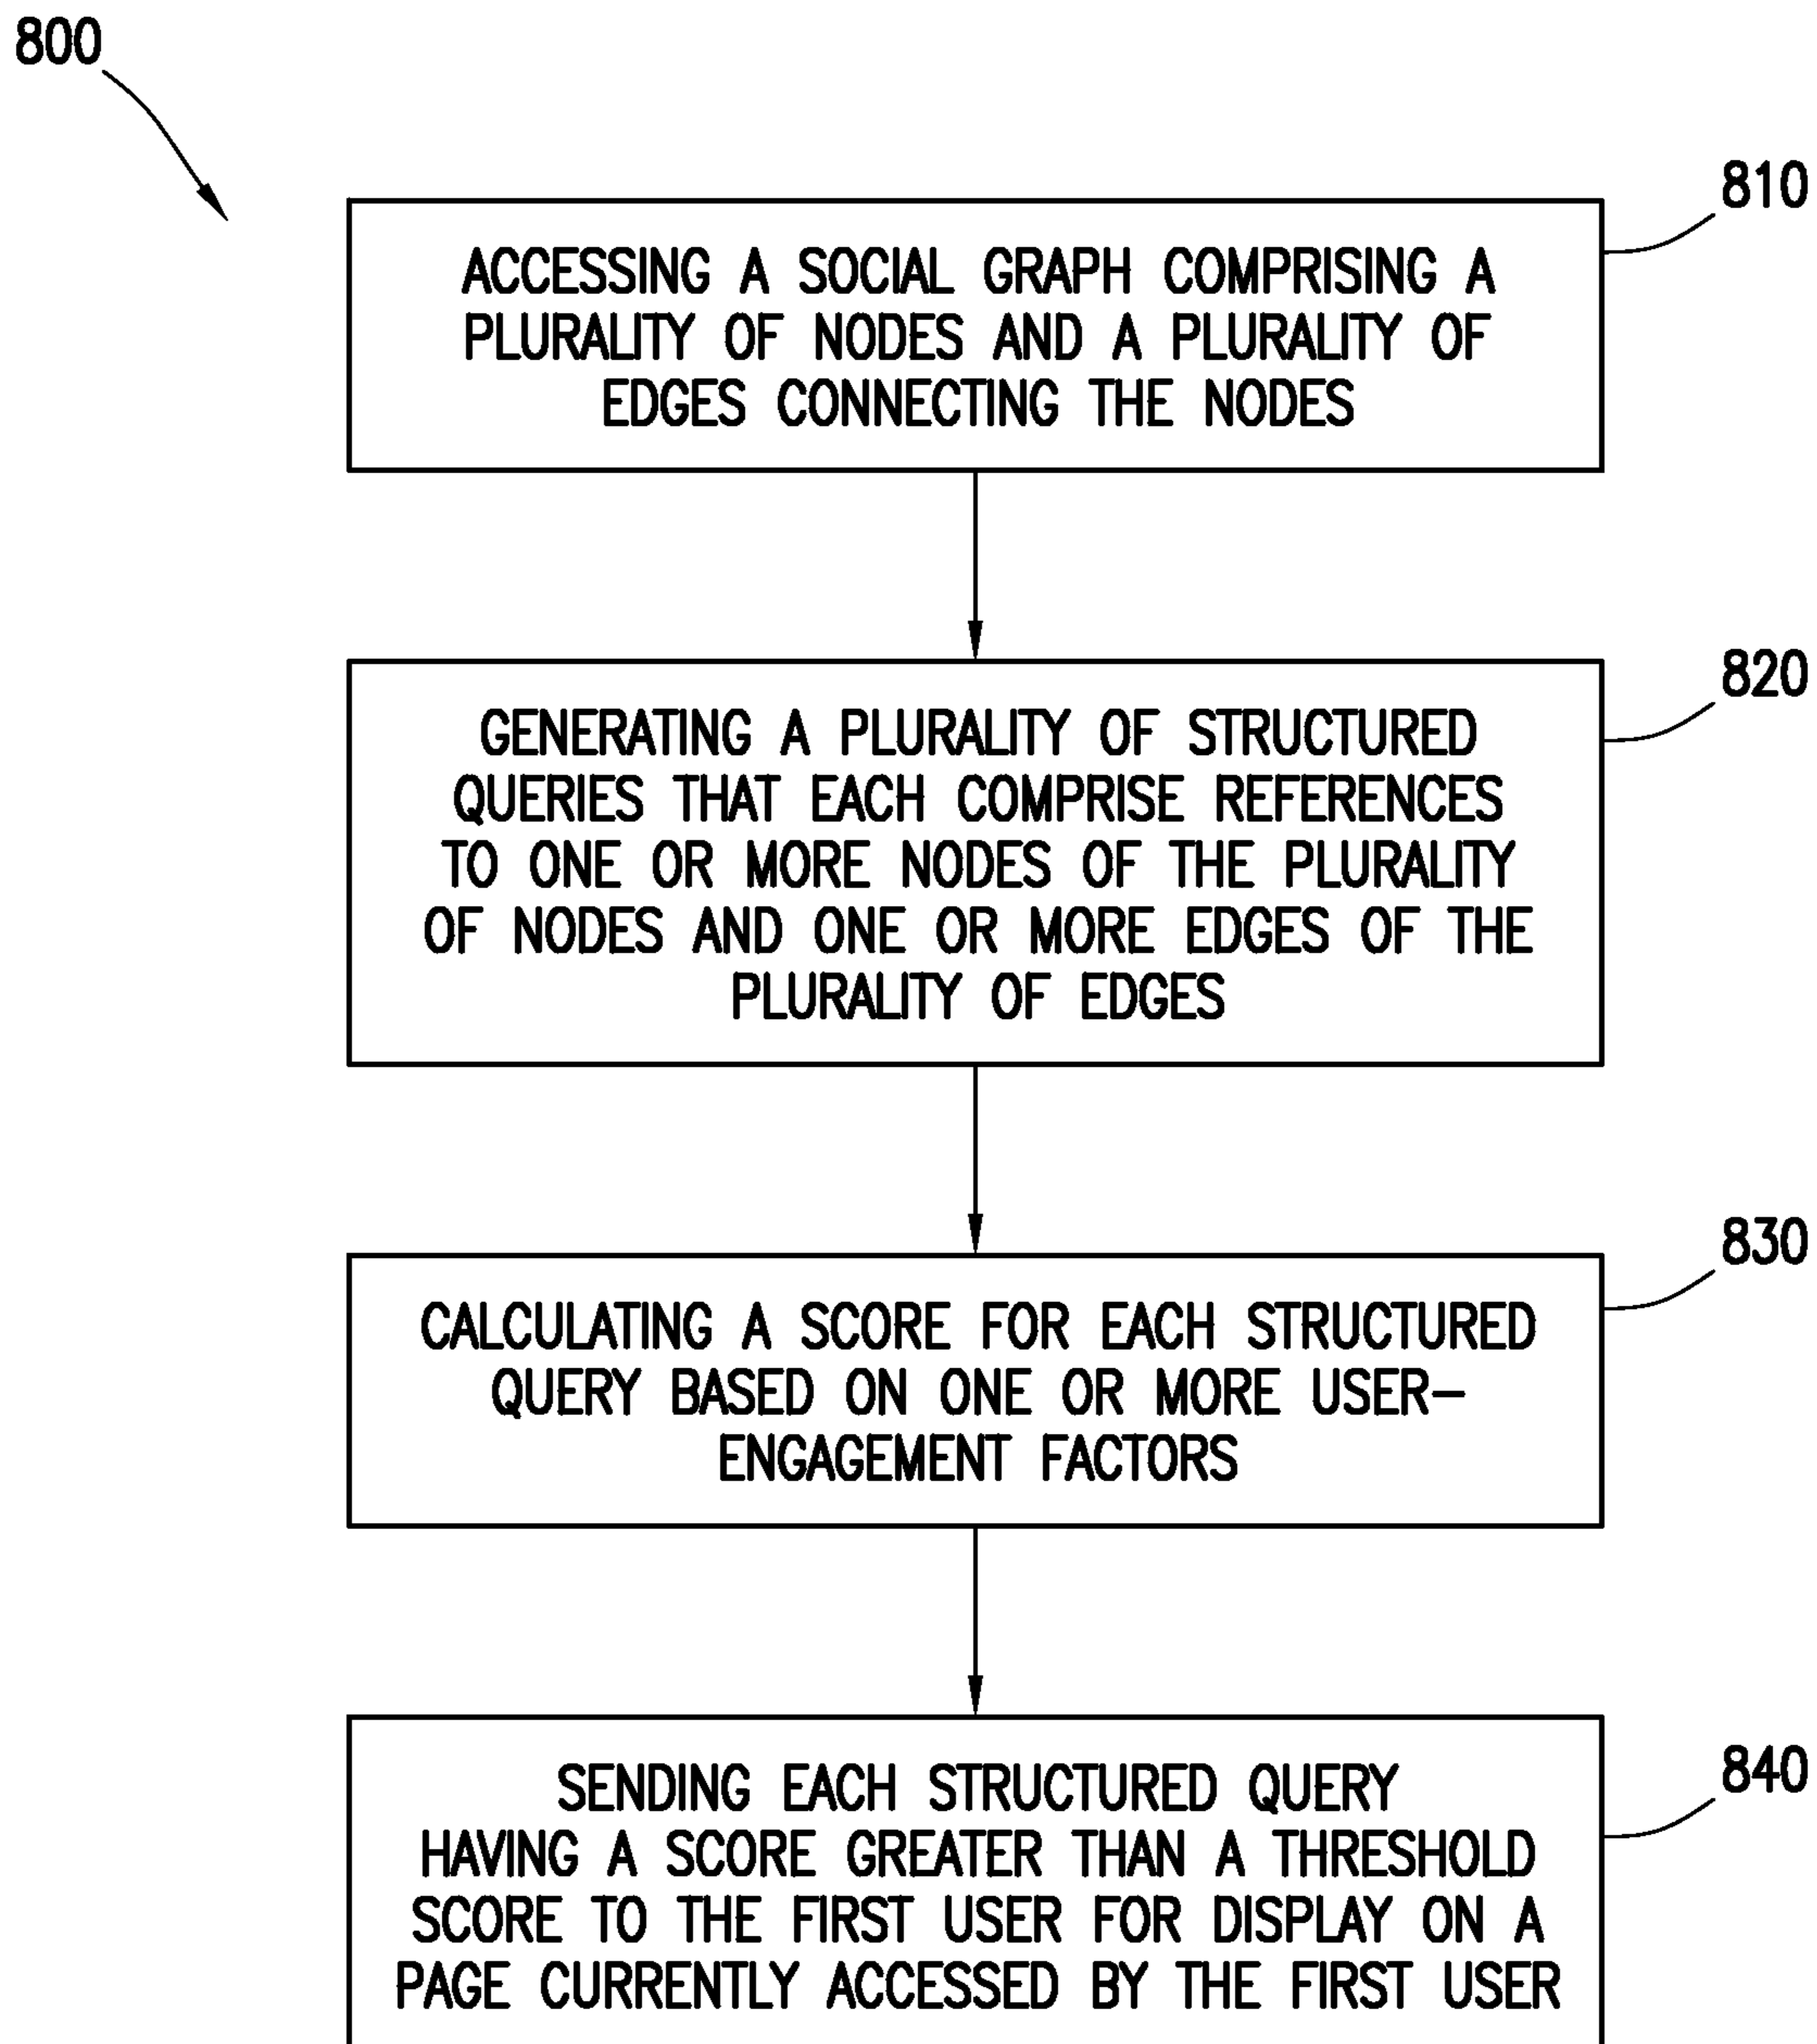 800
810
ACCESSING A SOCIAL GRAPH COMPRISING A
PLURALITY OF NODES AND A PLURALITY OF
EDGES CONNECTING THE NODES
820
GENERATING A PLURALITY OF STRUCTURED
QUERIES THAT EACH COMPRISE REFERENCES
TO ONE OR MORE NODES OF THE PLURALITY
OF NODES AND ONE OR MORE EDGES OF THE
PLURALITY OF EDGES
830
CALCULATING A SCORE FOR EACH STRUCTURED
QUERY BASED ON ONE OR MORE USER-
ENGAGEMENT FACTORS
840
SENDING EACH STRUCTURED QUERY
HAVING A SCORE GREATER THAN A THRESHOLD
SCORE TO THE FIRST USER FOR DISPLAY ON A
PAGE CURRENTLY ACCESSED BY THE FIRST USER